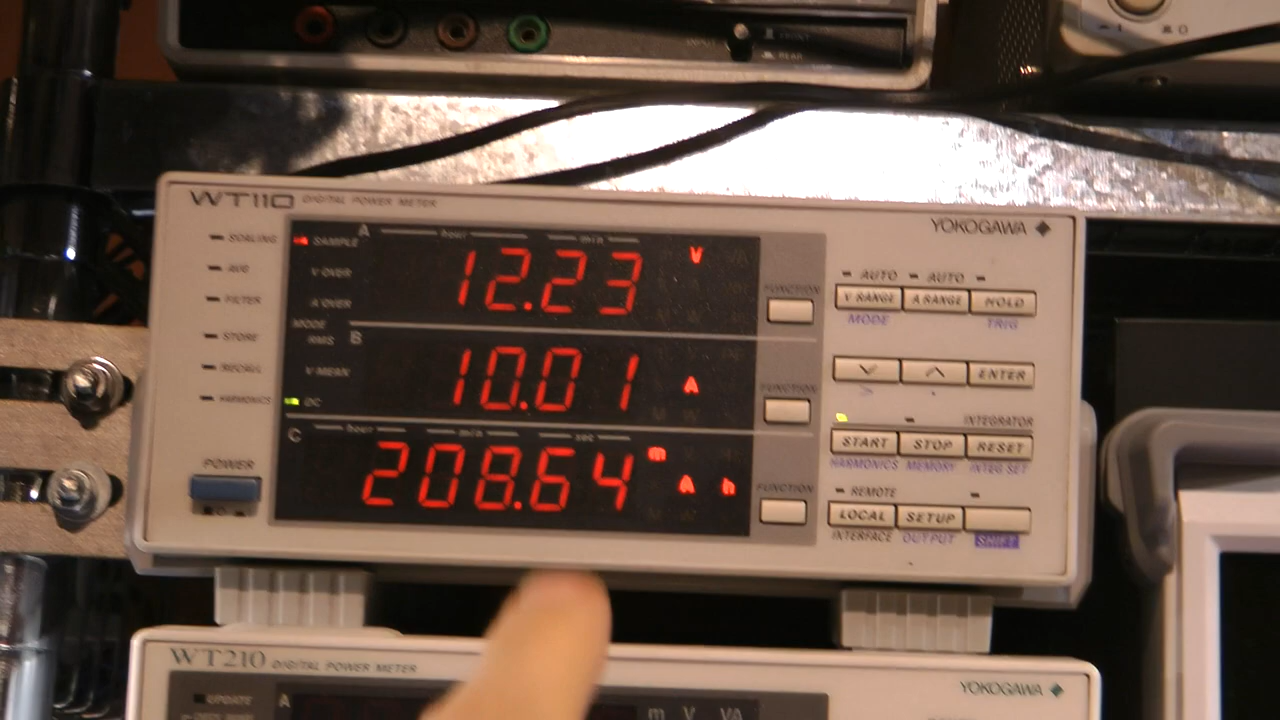 WT110 DIGITAL POWER METER
YOKOGAWA
SCALING
AVG
FILTER
STORE
RECALL
HARMONICS
POWER
SAMPLE
V OVER
A OVER
MODE
RMS
V MEAN
DC
A hour min
12.23 V
B
10.01 A
C hour min sec
208.64 m A h
FUNCTION
FUNCTION
FUNCTION
AUTO AUTO
V RANGE A RANGE HOLD
MODE TRIG
ENTER
INTEGRATOR
START STOP RESET
HARMONICS MEMORY INTEG SET
REMOTE
LOCAL SETUP
INTERFACE OUTPUT SHIFT
WT210 DIGITAL POWER METER
YOKOGAWA
UPDATE
A
m V VA